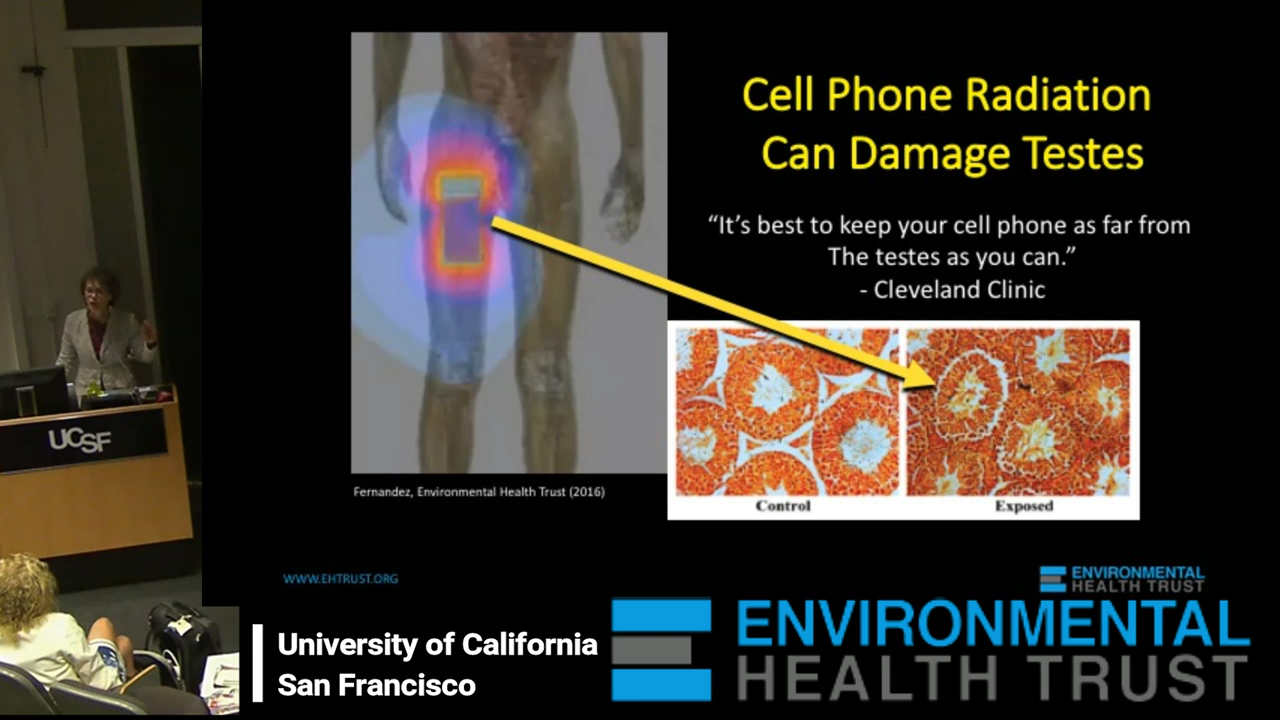 Cell Phone Radiation
Can Damage Testes
“It’s best to keep your cell phone as far from
The testes as you can.”
- Cleveland Clinic
Control
Exposed
Fernandez, Environmental Health Trust (2016)
WWW.EHTRUST.ORG
ENVIRONMENTAL
HEALTH TRUST
UCSF
University of California
San Francisco
ENVIRONMENTAL
HEALTH TRUST